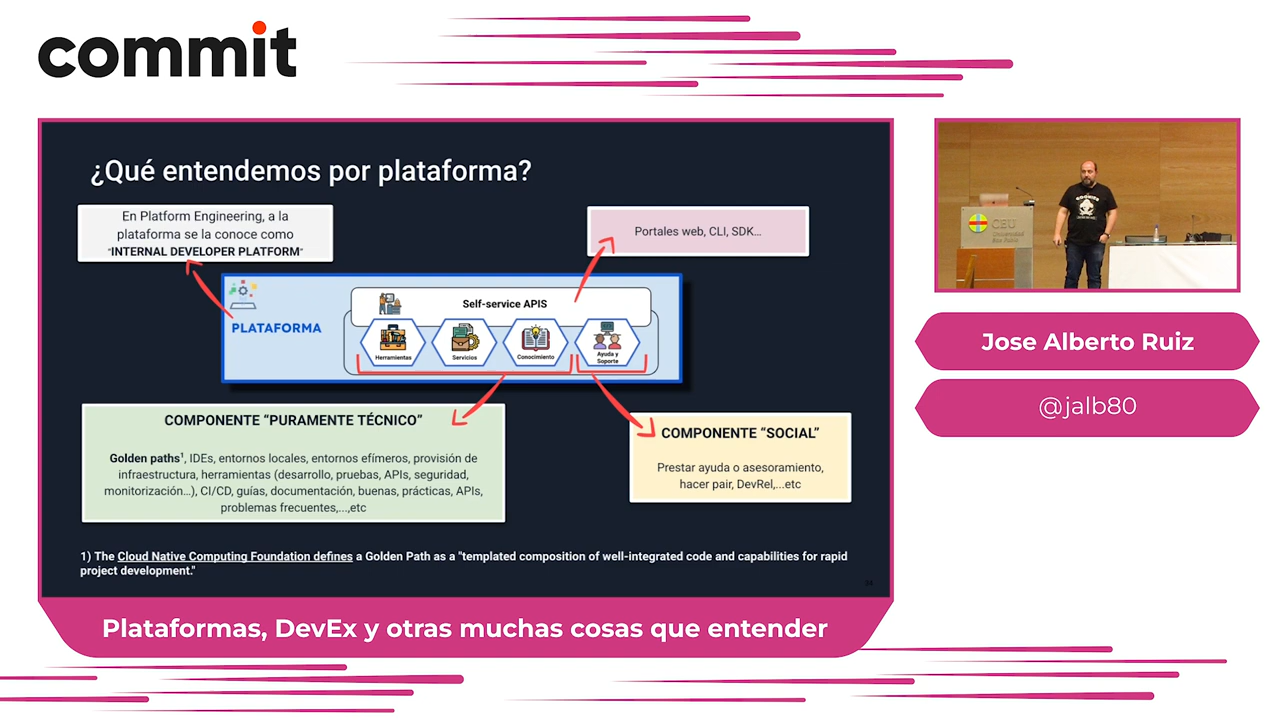 commit
¿Qué entendemos por plataforma?
En Platform Engineering, a la
plataforma se la conoce como
"INTERNAL DEVELOPER PLATFORM"
Portales web, CLI, SDK...
PLATAFORMA
Self-service APIS
Herramientas
Servicios
Conocimiento
Ayuda y
Soporte
COMPONENTE “PURAMENTE TÉCNICO”
Golden paths¹, IDEs, entornos locales, entornos efímeros, provisión de
infraestructura, herramientas (desarrollo, pruebas, APIs, seguridad,
monitorización...), CI/CD, guías, documentación, buenas, prácticas, APIs,
problemas frecuentes,...,etc
COMPONENTE “SOCIAL”
Prestar ayuda o asesoramiento,
hacer pair, DevRel,...etc
1) The Cloud Native Computing Foundation defines a Golden Path as a "templated composition of well-integrated code and capabilities for rapid
project development."
CEU
Universidad
San Pablo
Jose Alberto Ruiz
@jalb80
Plataformas, DevEx y otras muchas cosas que entender